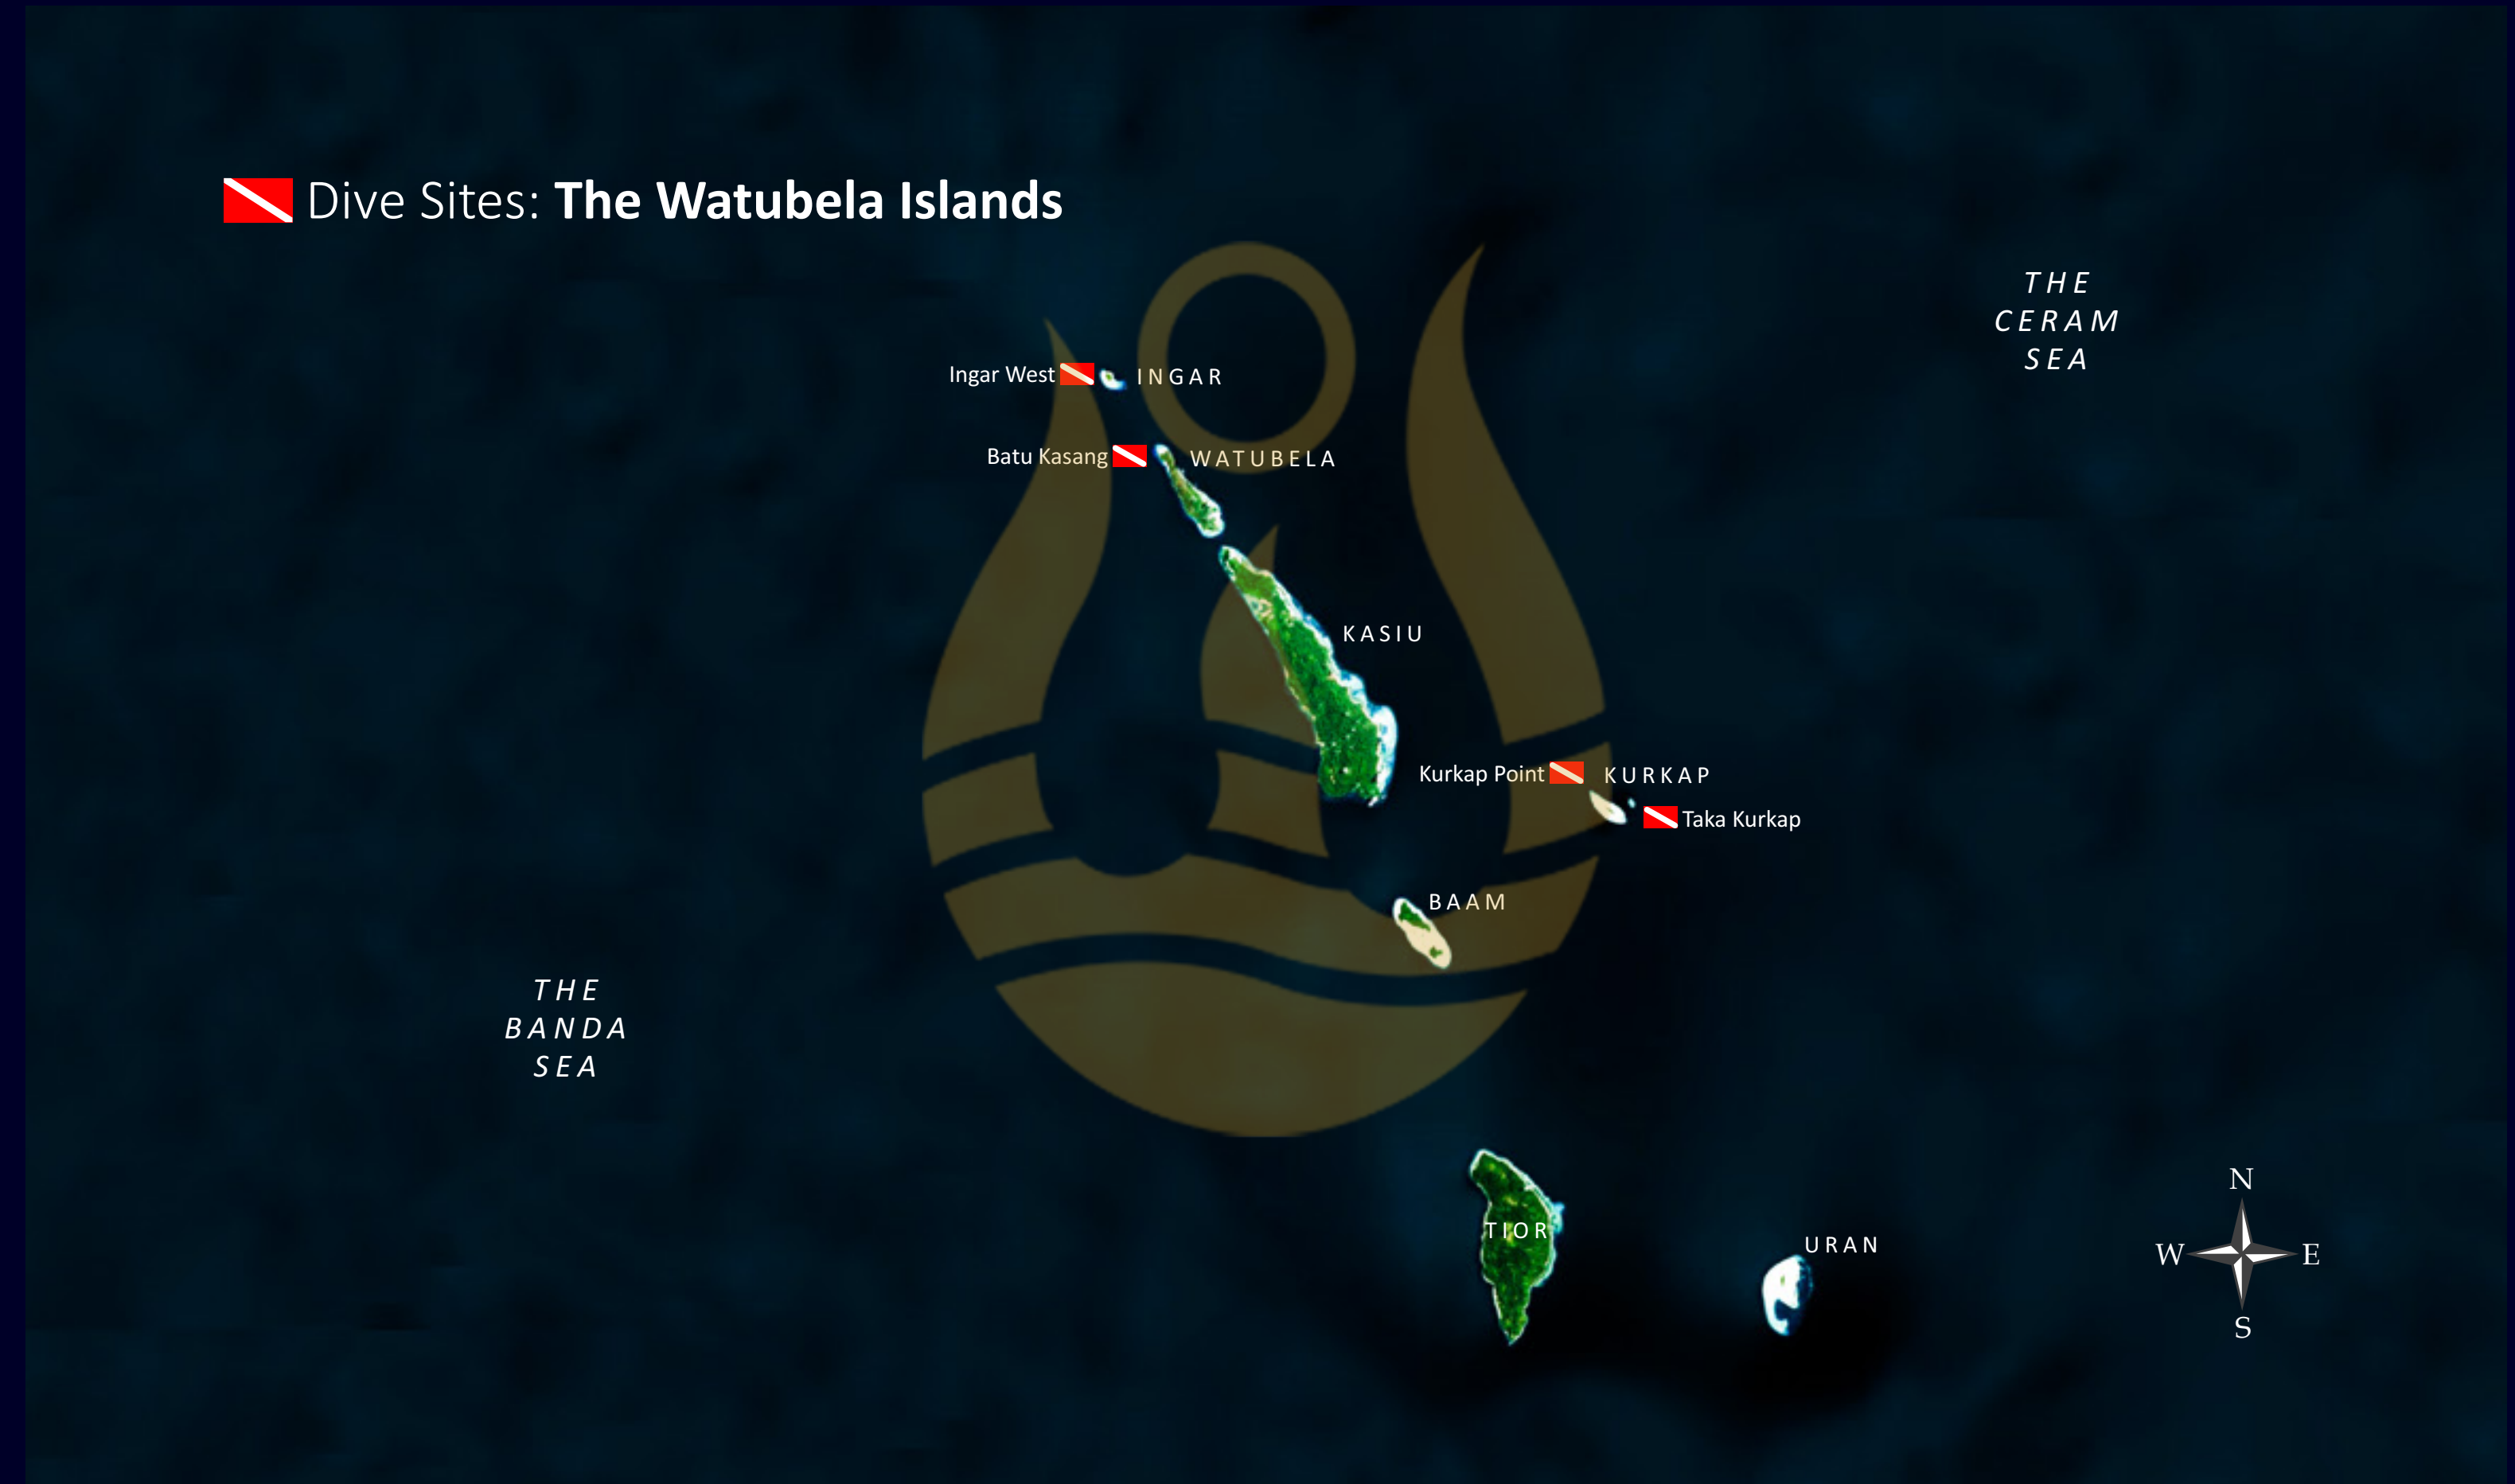 Dive Sites: The Watubela Islands
THE
CERAM
SEA
Ingar West
INGAR
Batu Kasang
WATUBELA
KASIU
Kurkap Point
KURKAP
Taka Kurkap
BAAM
THE
BANDA
SEA
TIOR
URAN
N
W E
S